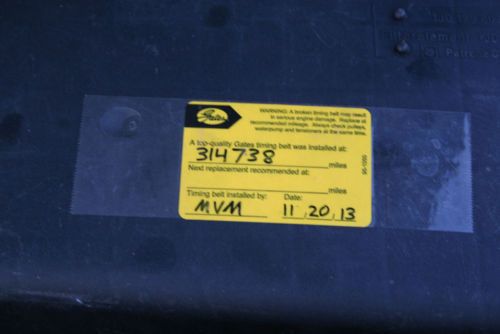 Gates
WARNING: A broken timing belt may result
in serious engine damage. Replace at
recommended mileage. Always check pulleys,
waterpump and tensioners at the same time.
A top-quality Gates timing belt was installed at:
314738 miles
Next replacement recommended at:
miles
Timing belt installed by: Date:
MVM 11,20,13